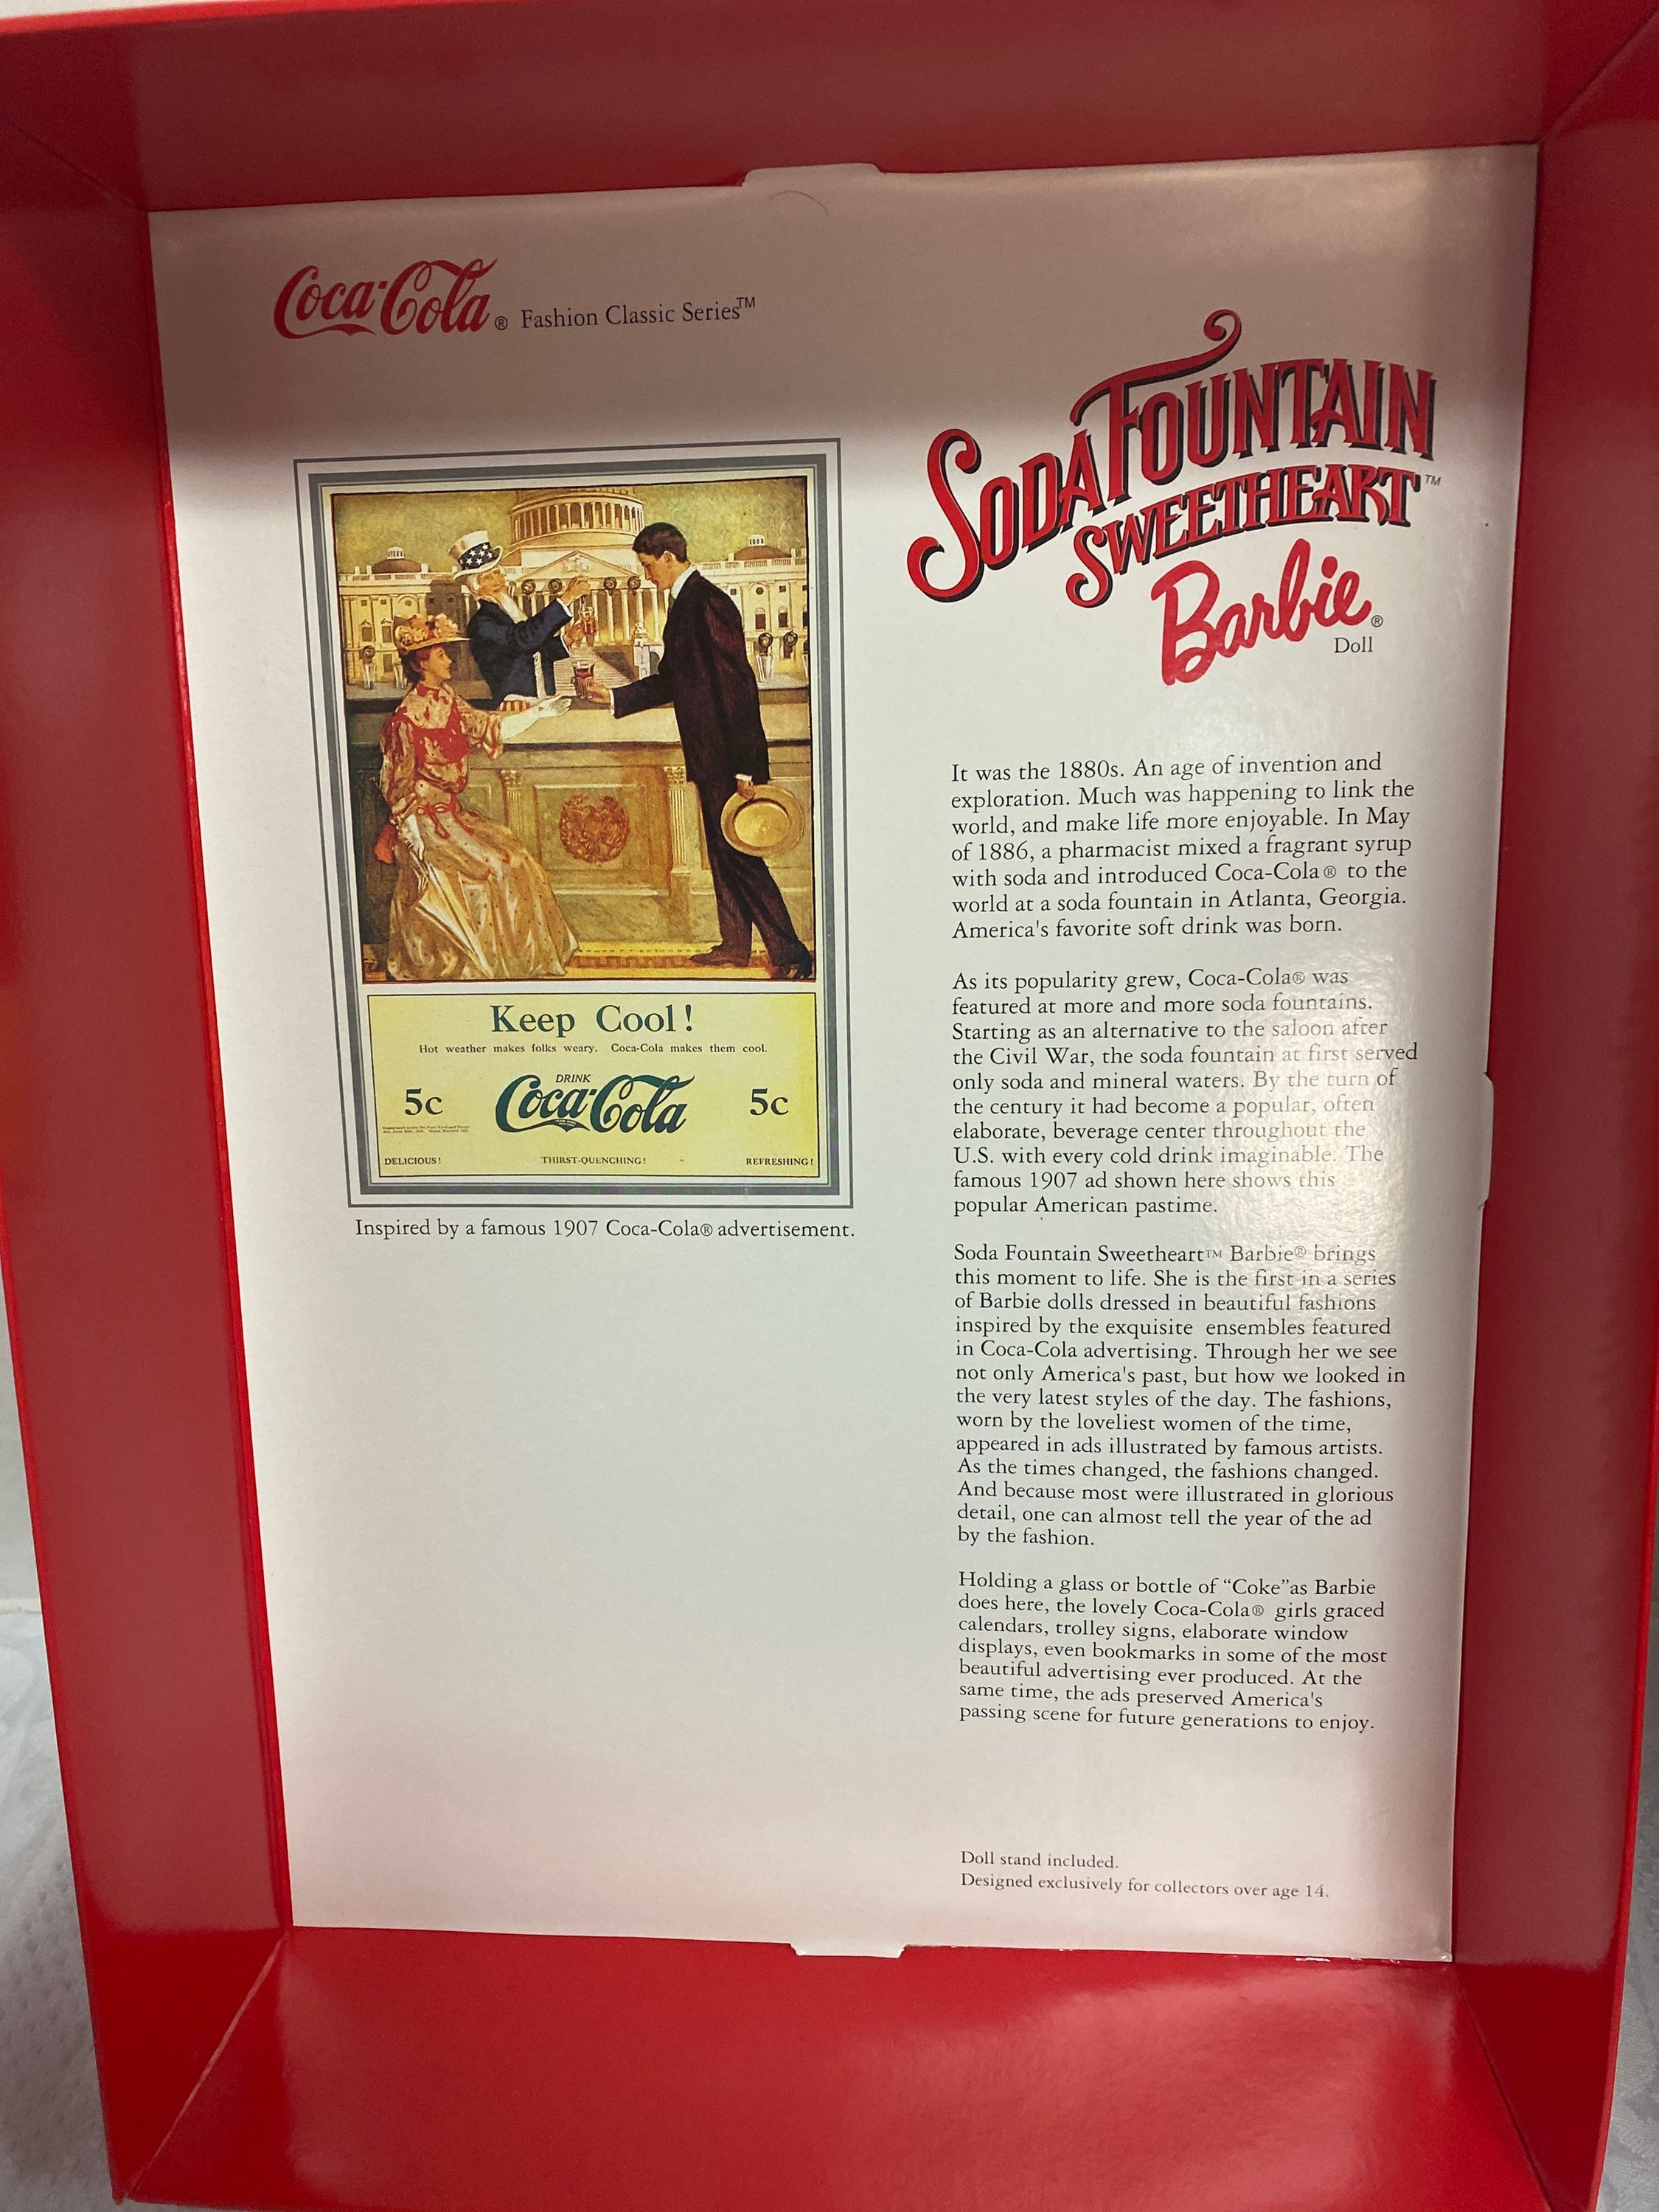 Coca-Cola® Fashion Classic Series™
SODA FOUNTAIN
SWEETHEART™
Barbie®
Doll
Keep Cool!
Hot weather makes folks weary. Coca-Cola makes them cool.
DRINK
5c Coca-Cola 5c
DELICIOUS! THIRST-QUENCHING! REFRESHING!
Inspired by a famous 1907 Coca-Cola® advertisement.
It was the 1880s. An age of invention and
exploration. Much was happening to link the
world, and make life more enjoyable. In May
of 1886, a pharmacist mixed a fragrant syrup
with soda and introduced Coca-Cola® to the
world at a soda fountain in Atlanta, Georgia.
America's favorite soft drink was born.
As its popularity grew, Coca-Cola® was
featured at more and more soda fountains.
Starting as an alternative to the saloon after
the Civil War, the soda fountain at first served
only soda and mineral waters. By the turn of
the century it had become a popular, often
elaborate, beverage center throughout the
U.S. with every cold drink imaginable. The
famous 1907 ad shown here shows this
popular American pastime.
Soda Fountain Sweetheart™ Barbie® brings
this moment to life. She is the first in a series
of Barbie dolls dressed in beautiful fashions
inspired by the exquisite ensembles featured
in Coca-Cola advertising. Through her we see
not only America's past, but how we looked in
the very latest styles of the day. The fashions,
worn by the loveliest women of the time,
appeared in ads illustrated by famous artists.
As the times changed, the fashions changed.
And because most were illustrated in glorious
detail, one can almost tell the year of the ad
by the fashion.
Holding a glass or bottle of “Coke”as Barbie
does here, the lovely Coca-Cola® girls graced
calendars, trolley signs, elaborate window
displays, even bookmarks in some of the most
beautiful advertising ever produced. At the
same time, the ads preserved America's
passing scene for future generations to enjoy.
Doll stand included.
Designed exclusively for collectors over age 14.